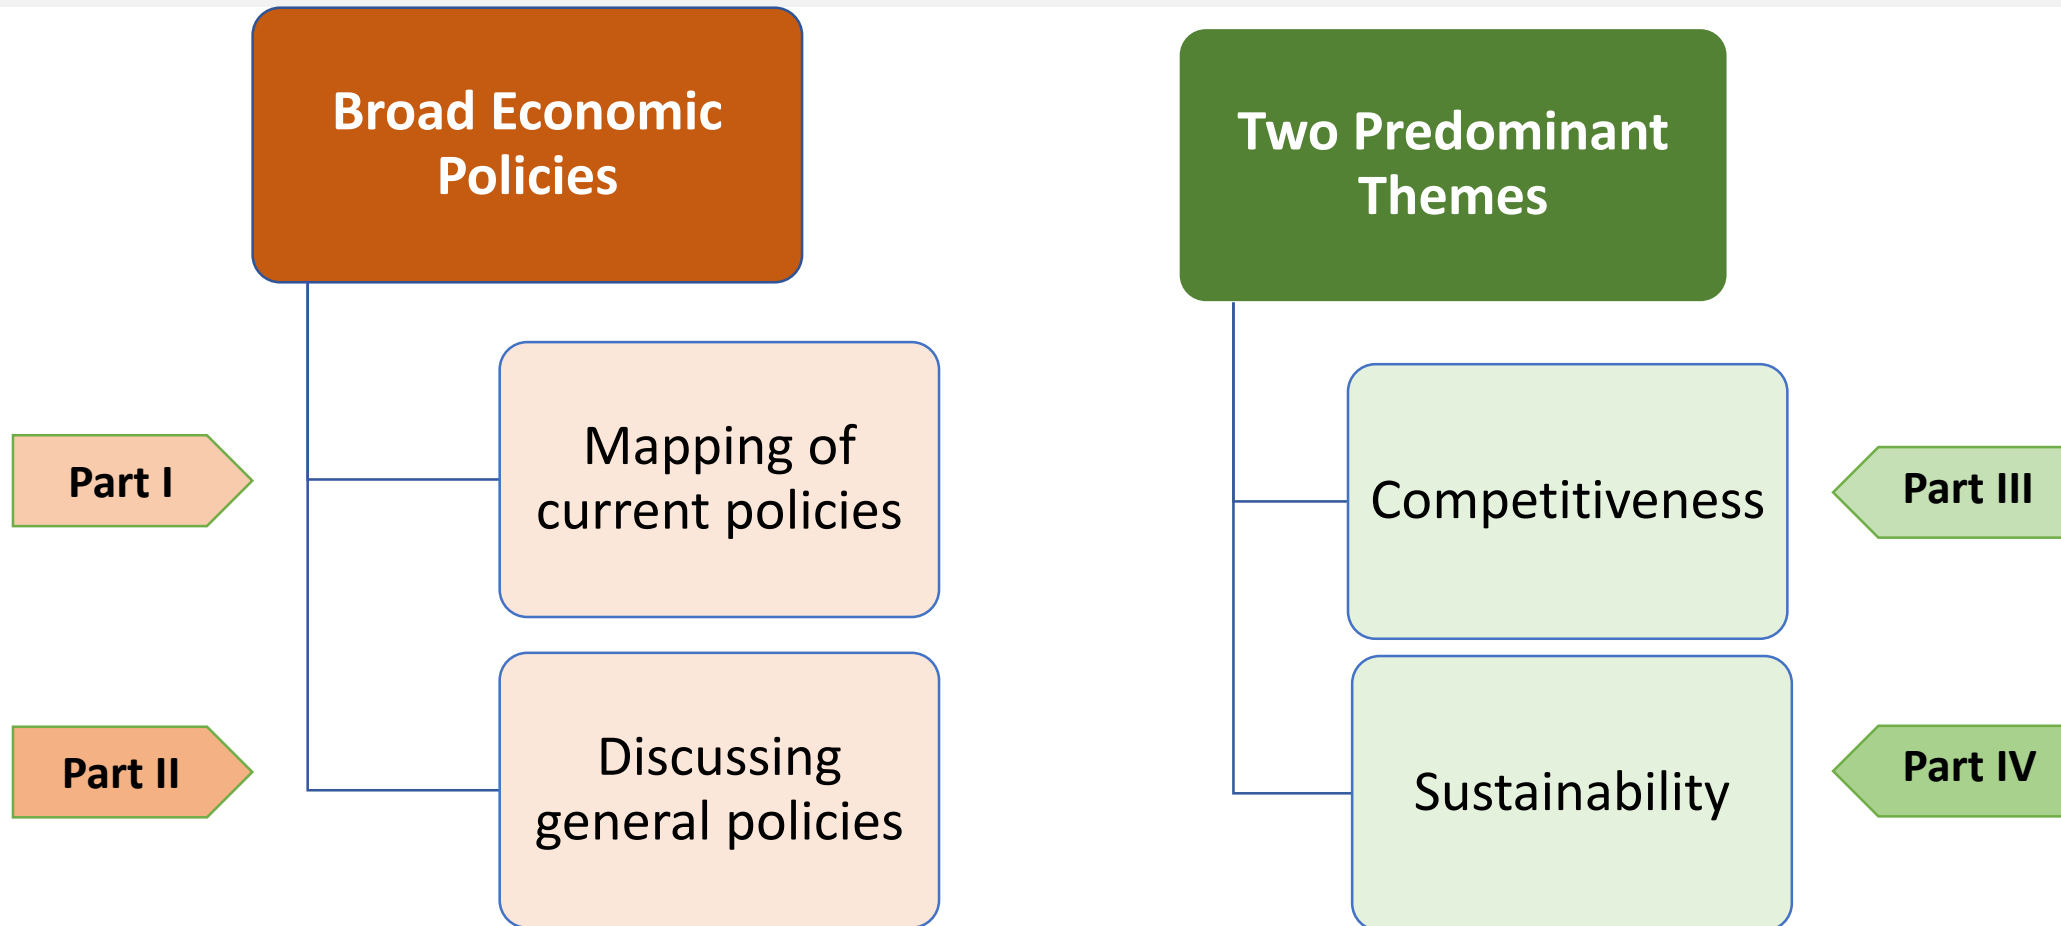 Broad Economic
Policies
Part I
Mapping of
current policies
Part II
Discussing
general policies
Two Predominant
Themes
Competitiveness
Part III
Sustainability
Part IV